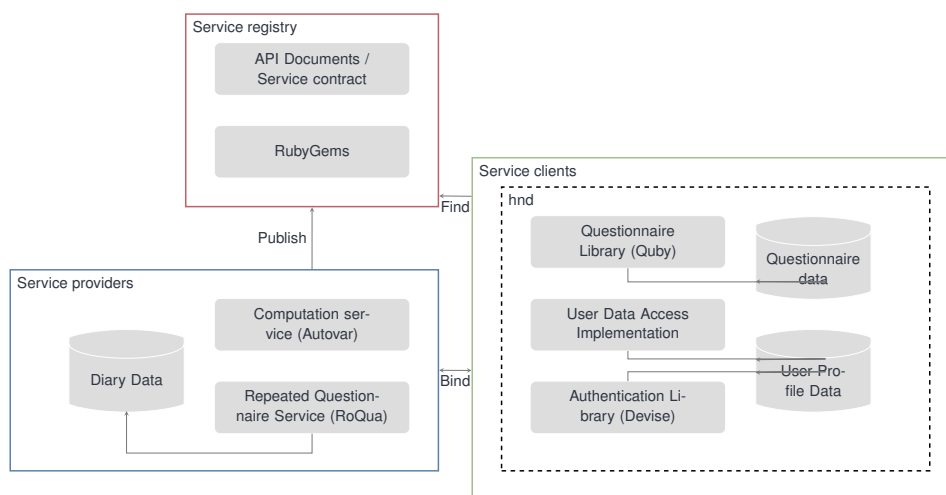 Service registry
API Documents /
Service contract
RubyGems
Service clients
hnd
Find
Questionnaire
Library (Quby)
Questionnaire
data
Publish
Service providers
Computation ser-
vice (Autovar)
User Data Access
Implementation
Diary Data
Bind
User Pro-
file Data
Repeated Question-
naire Service (RoQua)
Authentication Li-
brary (Devise)